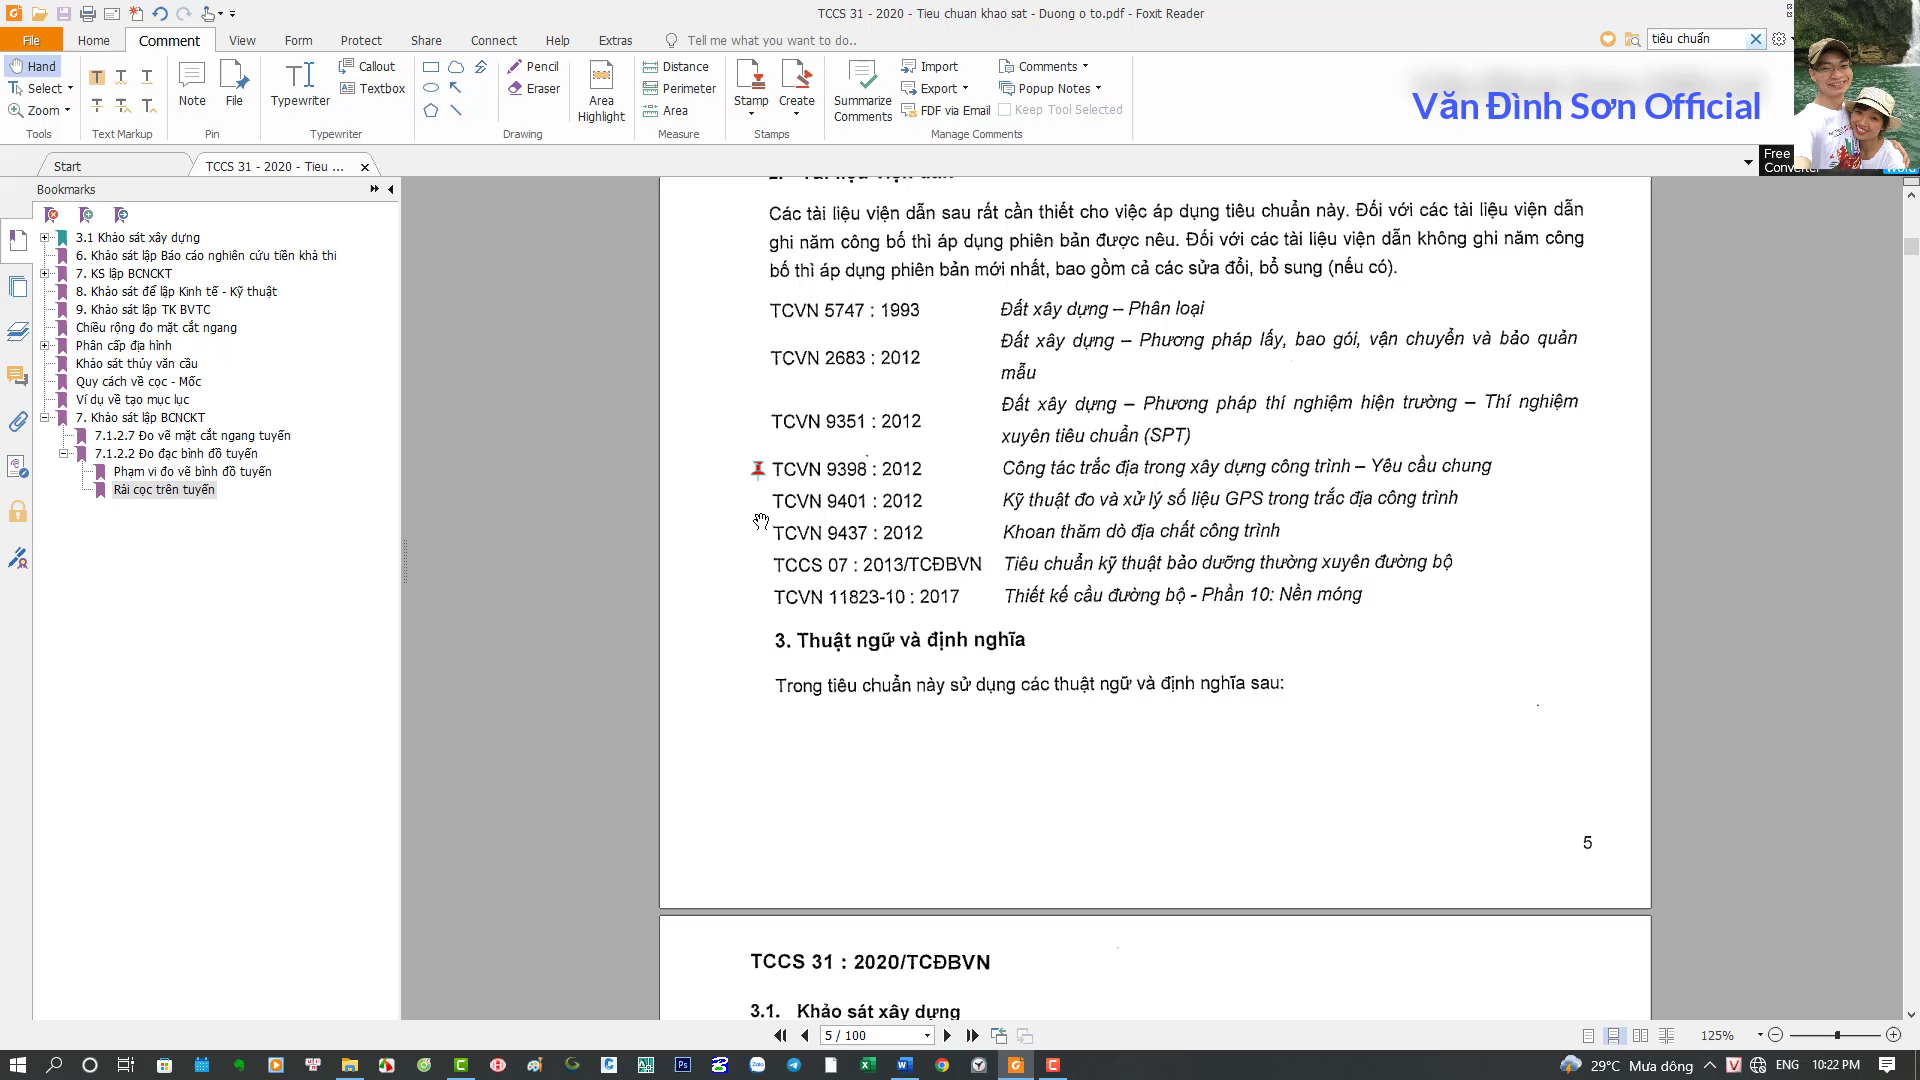 TCCS 31 - 2020 - Tieu chuan khao sat - Duong o to.pdf - Foxit Reader
File Home Comment View Form Protect Share Connect Help Extras Tell me what you want to do.. tiêu chuẩn
Hand
Select
Zoom
Tools
Text Markup
Note
File
Pin
Typewriter
Callout
Textbox
Typewriter
Pencil
Eraser
Area
Highlight
Drawing
Distance
Perimeter
Area
Measure
Stamp
Create
Stamps
Summarize
Comments
Import
Export
FDF via Email
Comments
Popup Notes
Keep Tool Selected
Manage Comments
Văn Đình Sơn Official
Free
Start
TCCS 31 - 2020 - Tieu ...
Bookmarks
3.1 Khảo sát xây dựng
6. Khảo sát lập Báo cáo nghiên cứu tiền khả thi
7. KS lập BCNCKT
8. Khảo sát để lập Kinh tế - Kỹ thuật
9. Khảo sát lập TK BVTC
Chiều rộng đo mặt cắt ngang
Phân cấp địa hình
Khảo sát thủy văn cầu
Quy cách về cọc - Mốc
Ví dụ về tạo mục lục
7. Khảo sát lập BCNCKT
7.1.2.7 Đo vẽ mặt cắt ngang tuyến
7.1.2.2 Đo đạc bình đồ tuyến
Phạm vi đo vẽ bình đồ tuyến
Rải cọc trên tuyến
Các tài liệu viện dẫn sau rất cần thiết cho việc áp dụng tiêu chuẩn này. Đối với các tài liệu viện dẫn
ghi năm công bố thì áp dụng phiên bản được nêu. Đối với các tài liệu viện dẫn không ghi năm công
bố thì áp dụng phiên bản mới nhất, bao gồm cả các sửa đổi, bổ sung (nếu có).
TCVN 5747 : 1993 Đất xây dựng – Phân loại
TCVN 2683 : 2012 Đất xây dựng – Phương pháp lấy, bao gói, vận chuyển và bảo quản
mẫu
TCVN 9351 : 2012 Đất xây dựng – Phương pháp thí nghiệm hiện trường – Thí nghiệm
xuyên tiêu chuẩn (SPT)
TCVN 9398 : 2012 Công tác trắc địa trong xây dựng công trình – Yêu cầu chung
TCVN 9401 : 2012 Kỹ thuật đo và xử lý số liệu GPS trong trắc địa công trình
TCVN 9437 : 2012 Khoan thăm dò địa chất công trình
TCCS 07 : 2013/TCĐBVN Tiêu chuẩn kỹ thuật bảo dưỡng thường xuyên đường bộ
TCVN 11823-10 : 2017 Thiết kế cầu đường bộ - Phần 10: Nền móng
3. Thuật ngữ và định nghĩa
Trong tiêu chuẩn này sử dụng các thuật ngữ và định nghĩa sau:
5
TCCS 31 : 2020/TCĐBVN
3.1. Khảo sát xây dựng
5 / 100
125%
29°C Mưa dông ENG 10:22 PM